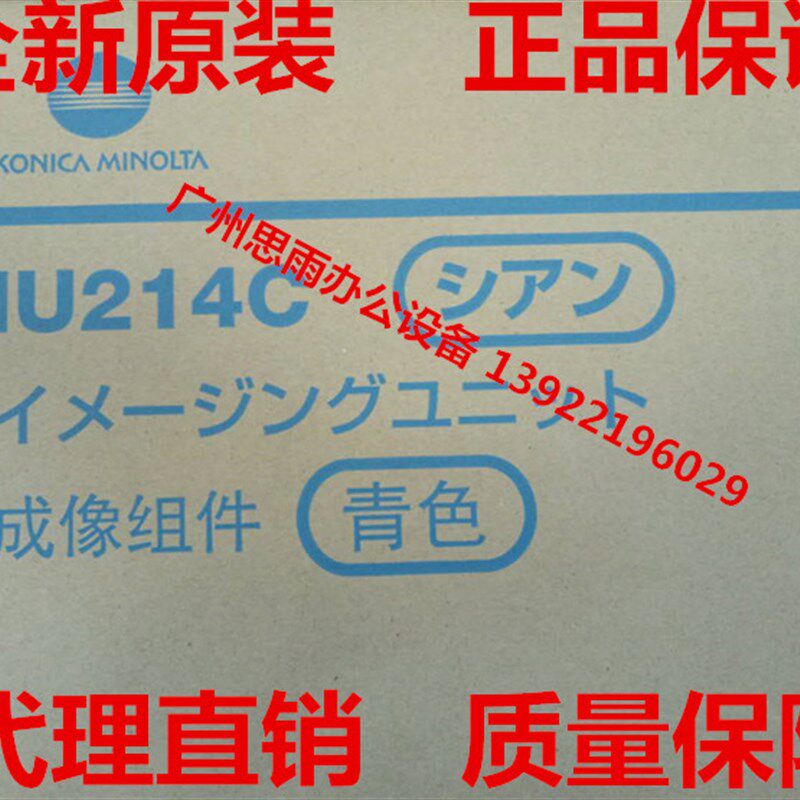 全新原装 正品保证
KONICA MINOLTA
广州思雨办公设备 13922196029
IU214C シアン
イメージングユニット
成像组件 青色
代理直销 质量保障